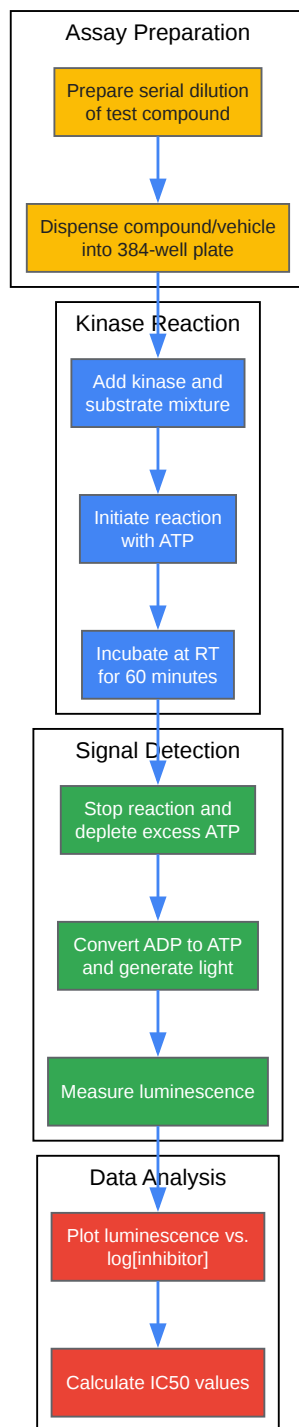 Assay Preparation
Prepare serial dilution
of test compound
Dispense compound/vehicle
into 384-well plate
Kinase Reaction
Add kinase and
substrate mixture
Initiate reaction
with ATP
Incubate at RT
for 60 minutes
Signal Detection
Stop reaction and
deplete excess ATP
Convert ADP to ATP
and generate light
Measure luminescence
Data Analysis
Plot luminescence vs.
log[inhibitor]
Calculate IC50 values